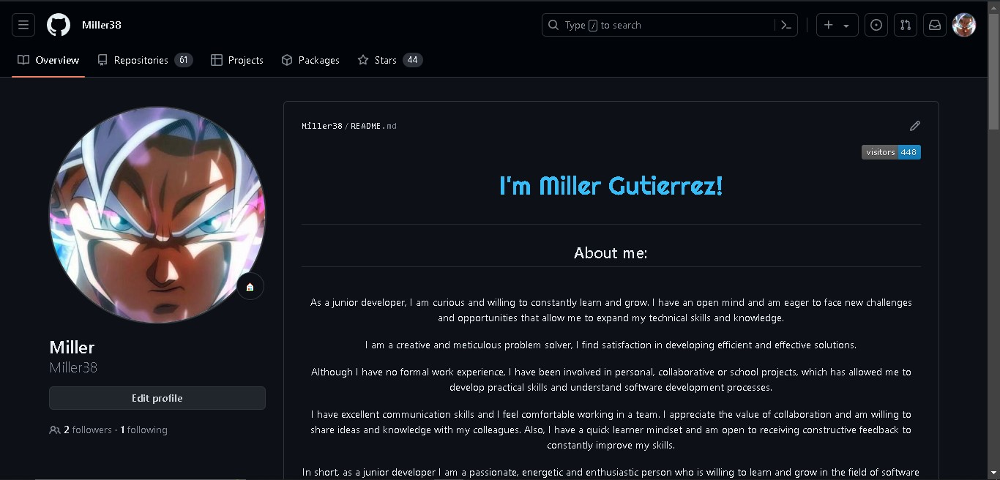 Miller38
Type / to search
Overview
Repositories 61
Projects
Packages
Stars 44
Miller38/README.md
visitors 448
I'm Miller Gutierrez!
About me:
As a junior developer, I am curious and willing to constantly learn and grow. I have an open mind and am eager to face new challenges
and opportunities that allow me to expand my technical skills and knowledge.
I am a creative and meticulous problem solver, I find satisfaction in developing efficient and effective solutions.
Although I have no formal work experience, I have been involved in personal, collaborative or school projects, which has allowed me to
develop practical skills and understand software development processes.
I have excellent communication skills and I feel comfortable working in a team. I appreciate the value of collaboration and am willing to
share ideas and knowledge with my colleagues. Also, I have a quick learner mindset and am open to receiving constructive feedback to
constantly improve my skills.
In short, as a junior developer I am a passionate, energetic and enthusiastic person who is willing to learn and grow in the field of software
Miller
Miller38
Edit profile
2 followers · 1 following